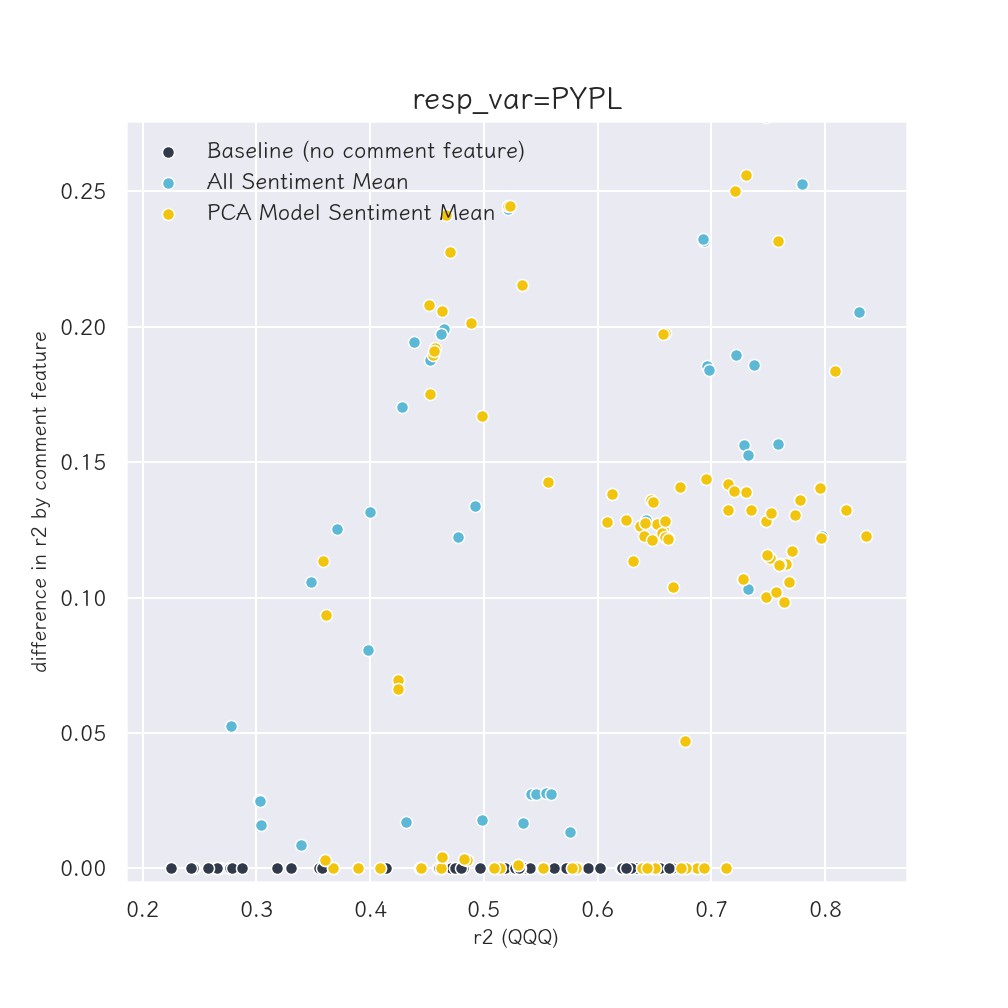 resp_var=PYPL
Baseline (no comment feature)
All Sentiment Mean
PCA Model Sentiment Mean
difference in r2 by comment feature
0.25
0.20
0.15
0.10
0.05
0.00
0.2 0.3 0.4 0.5 0.6 0.7 0.8
r2 (QQQ)